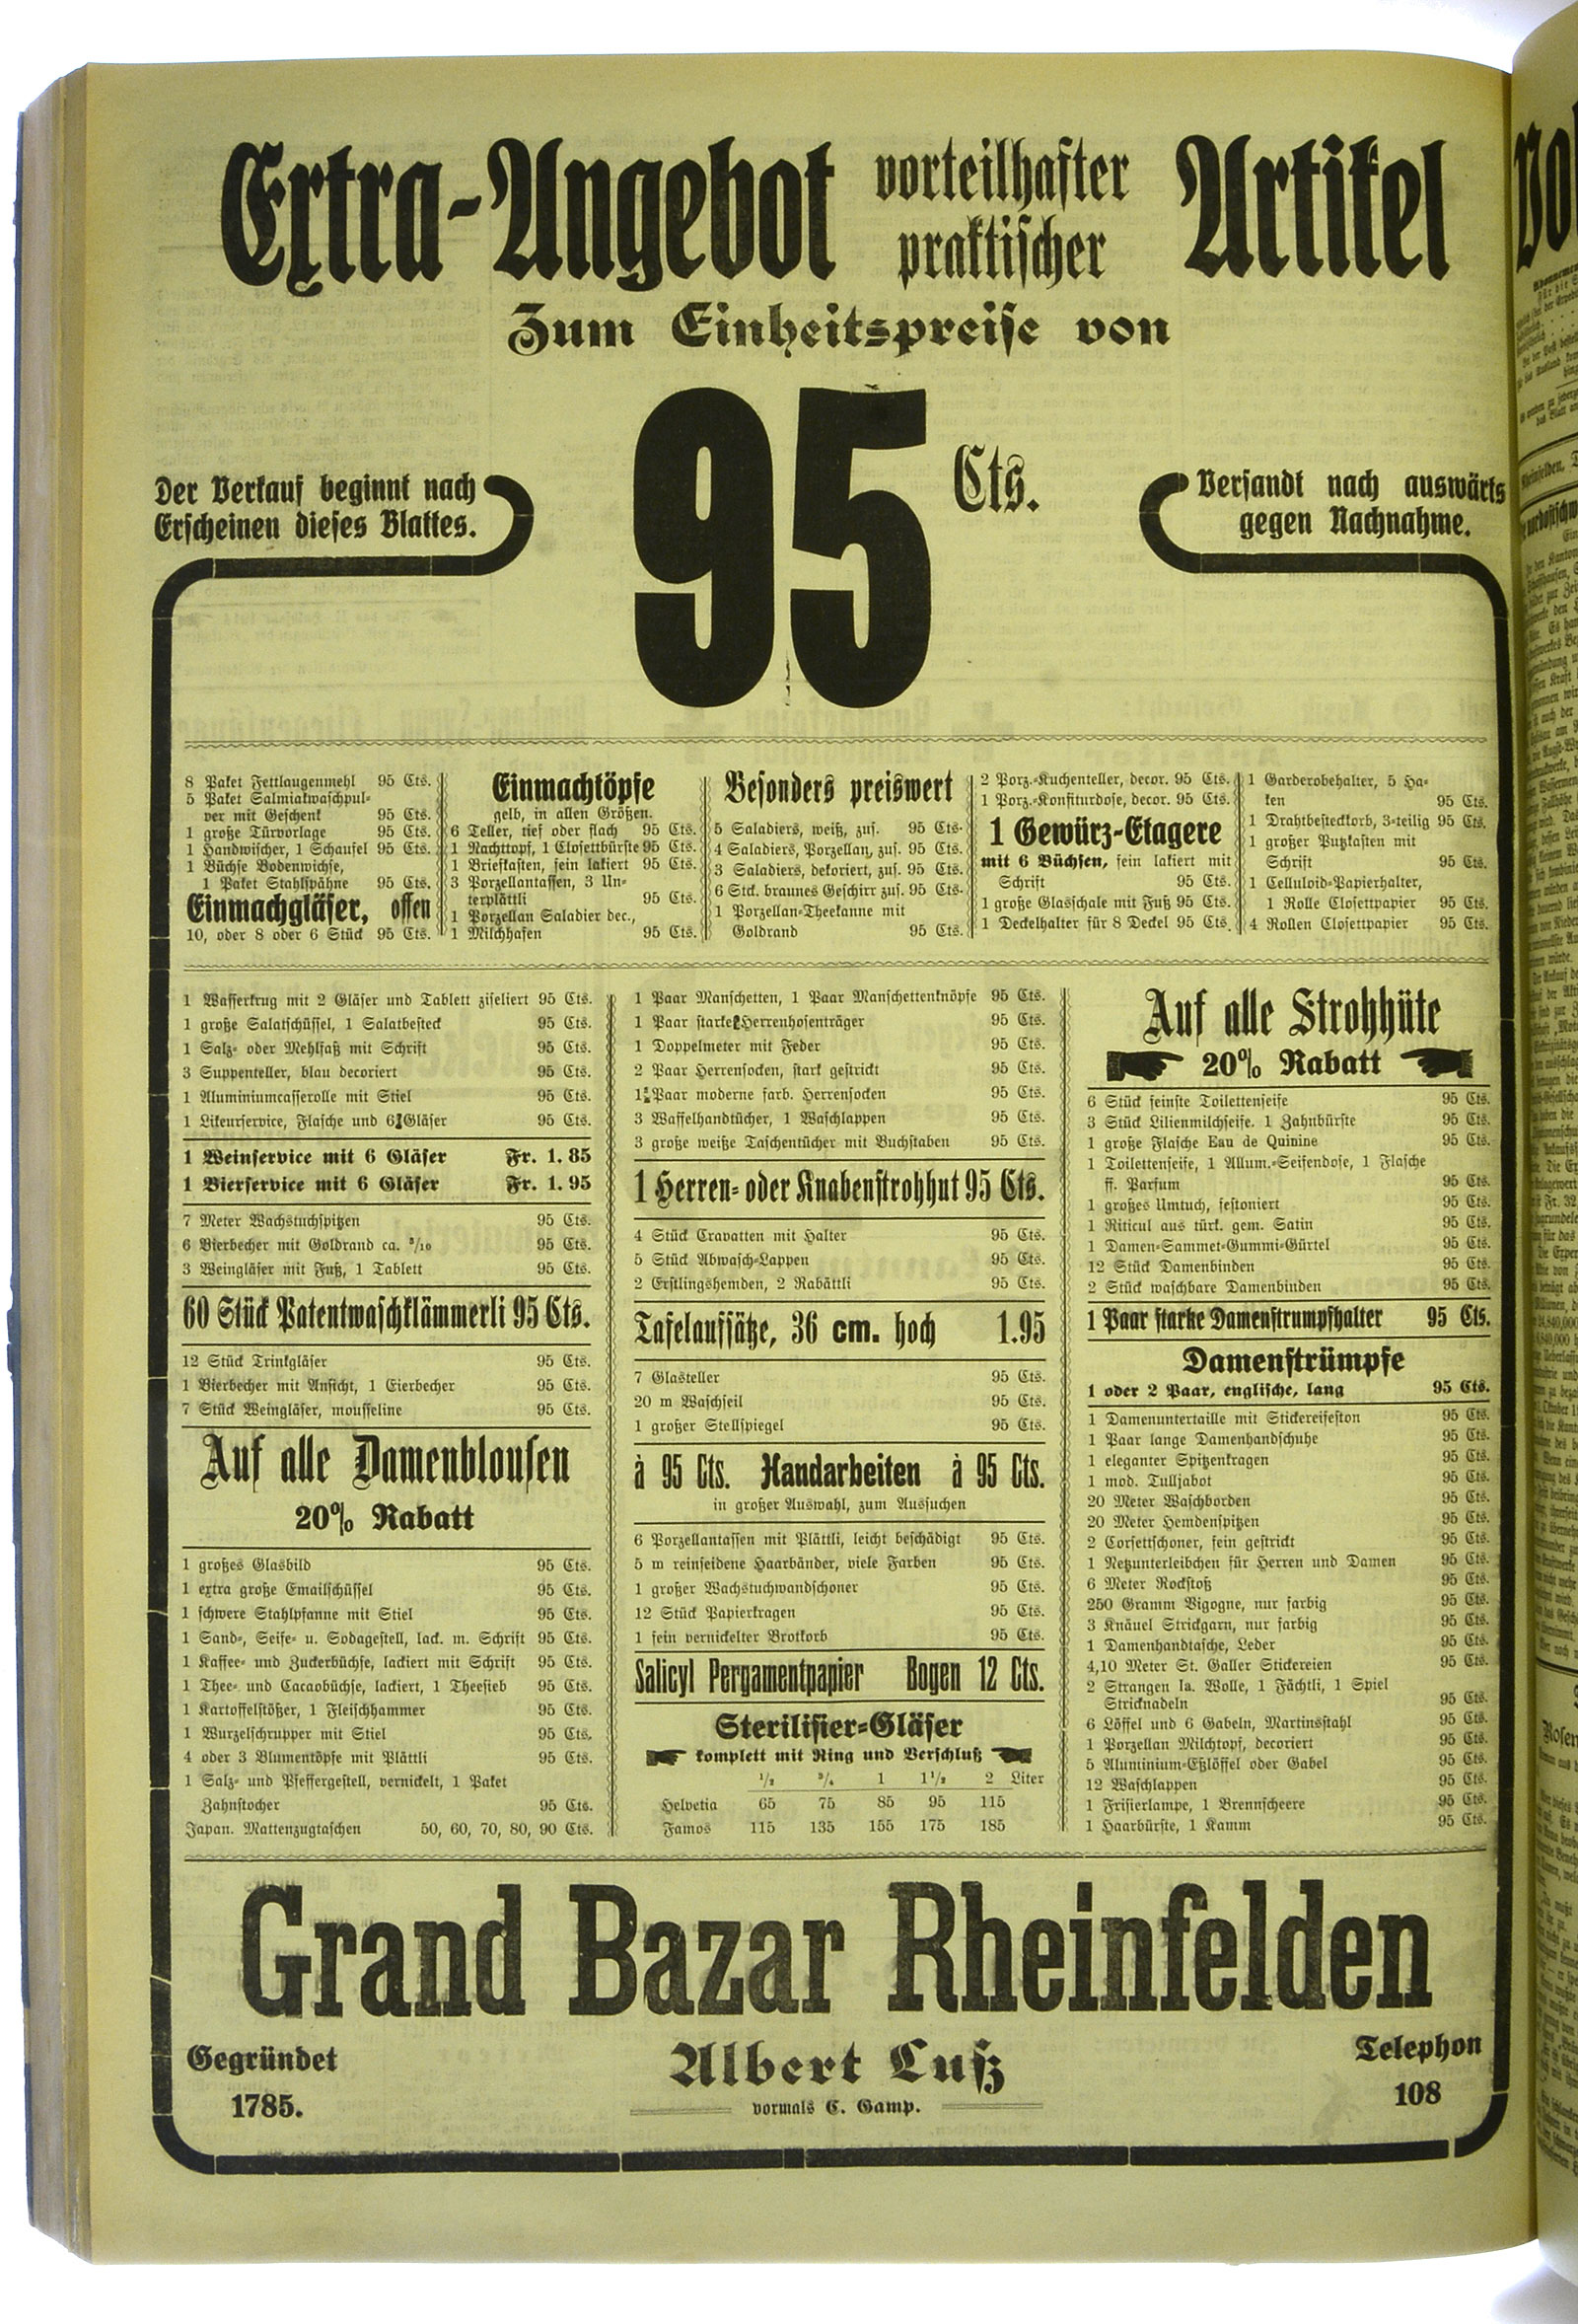 Extra-Angebot vorteilhafter praktischer Artikel
Zum Einheitspreise von
95 Cts.
Der Verkauf beginnt nach
Erscheinen dieses Blattes.
Versandt nach auswärts
gegen Nachnahme.
8 Paket Fettlaugenmehl 95 Cts.
5 Paket Salmiakwaschpul-
ver mit Geschenk 95 Cts.
1 große Türvorlage 95 Cts.
1 Handwischer, 1 Schaufel 95 Cts.
1 Büchse Bodenwichse,
1 Paket Stahlspähne 95 Cts.
Einmachgläser, offen
10, oder 8 oder 6 Stück 95 Cts.
Einmachtöpfe
gelb, in allen Größen.
6 Teller, tief oder flach 95 Cts.
1 Nachttopf, 1 Closettbürste 95 Cts.
1 Briefkasten, fein lakiert 95 Cts.
3 Porzellantassen, 3 Un-
terplättli 95 Cts.
1 Porzellan Saladier dec.,
1 Milchhafen 95 Cts.
Besonders preiswert
5 Saladiers, weiß, zus. 95 Cts.
4 Saladiers, Porzellan, zus. 95 Cts.
3 Saladiers, dekoriert, zus. 95 Cts.
6 Stck. braunes Geschirr zus. 95 Cts.
1 Porzellan-Theekanne mit
Goldrand 95 Cts.
2 Porz.-Kuchenteller, decor. 95 Cts.
1 Porz.-Konfiturdose, decor. 95 Cts.
1 Gewürz-Etagere
mit 6 Büchsen, fein lakiert mit
Schrift 95 Cts.
1 große Glasschale mit Fuß 95 Cts.
1 Deckelhalter für 8 Deckel 95 Cts.
1 Garderobehalter, 5 Ha-
ken 95 Cts.
1 Drahtbesteckkorb, 3-teilig 95 Cts.
1 großer Putzkasten mit
Schrift 95 Cts.
1 Celluloid-Papierhalter,
1 Rolle Closettpapier 95 Cts.
4 Rollen Closettpapier 95 Cts.
1 Wasserkrug mit 2 Gläser und Tablett ziseliert 95 Cts.
1 große Salatschüssel, 1 Salatbesteck 95 Cts.
1 Salz- oder Mehlfaß mit Schrift 95 Cts.
3 Suppenteller, blau decoriert 95 Cts.
1 Aluminiumcasserolle mit Stiel 95 Cts.
1 Likeurservice, Flasche und 6 Gläser 95 Cts.
1 Weinservice mit 6 Gläser Fr. 1.85
1 Bierservice mit 6 Gläser Fr. 1.95
7 Meter Wachstuchspitzen 95 Cts.
6 Bierbecher mit Goldrand ca. 3/10 95 Cts.
3 Weingläser mit Fuß, 1 Tablett 95 Cts.
60 Stück Patentwaschklämmerli 95 Cts.
12 Stück Trinkgläser 95 Cts.
1 Bierbecher mit Ansicht, 1 Eierbecher 95 Cts.
7 Stück Weingläser, mousseline 95 Cts.
Auf alle Damenblousen
20% Rabatt
1 großes Glasbild 95 Cts.
1 extra große Emailschüssel 95 Cts.
1 schwere Stahlpfanne mit Stiel 95 Cts.
1 Sand-, Seife- u. Sodagestell, lack. m. Schrift 95 Cts.
1 Kaffee- und Zuckerbüchse, lackiert mit Schrift 95 Cts.
1 Thee- und Cacaobüchse, lackiert, 1 Theesieb 95 Cts.
1 Kartoffelstößer, 1 Fleischhammer 95 Cts.
1 Wurzelschrupper mit Stiel 95 Cts.
4 oder 3 Blumentöpfe mit Plättli 95 Cts.
1 Salz- und Pfeffergestell, vernickelt, 1 Paket
Zahnstocher 95 Cts.
Japan. Mattenzugtaschen 50, 60, 70, 80, 90 Cts.
1 Paar Manschetten, 1 Paar Manschettenknöpfe 95 Cts.
1 Paar starke Herrenhosenträger 95 Cts.
1 Doppelmeter mit Feder 95 Cts.
2 Paar Herrensocken, stark gestrickt 95 Cts.
1 Paar moderne farb. Herrensocken 95 Cts.
3 Waffelhandtücher, 1 Waschlappen 95 Cts.
3 große weiße Taschentücher mit Buchstaben 95 Cts.
1 Herren- oder Knabenstrohhut 95 Cts.
4 Stück Cravatten mit Halter 95 Cts.
5 Stück Abwasch-Lappen 95 Cts.
2 Erstlingshemden, 2 Rabättli 95 Cts.
Tafelaufsätze, 36 cm. hoch 1.95
7 Glasteller 95 Cts.
20 m Waschseil 95 Cts.
1 großer Stellspiegel 95 Cts.
à 95 Cts. Handarbeiten à 95 Cts.
in großer Auswahl, zum Aussuchen
6 Porzellantassen mit Plättli, leicht beschädigt 95 Cts.
5 m reinseidene Haarbänder, viele Farben 95 Cts.
1 großer Wachstuchwandschoner 95 Cts.
12 Stück Papierkragen 95 Cts.
1 fein vernickelter Brotkorb 95 Cts.
Salicyl Pergamentpapier Bogen 12 Cts.
Sterilisier-Gläser
komplett mit Ring und Verschluß
1/2 3/4 1 1 1/2 2 Liter
Helvetia 65 75 85 95 115
Famos 115 135 155 175 185
Auf alle Strohhüte
20% Rabatt
6 Stück feinste Toilettenseife 95 Cts.
3 Stück Lilienmilchseife. 1 Zahnbürste 95 Cts.
1 große Flasche Eau de Quinine 95 Cts.
1 Toilettenseife, 1 Allum.-Seifendose, 1 Flasche
ff. Parfum 95 Cts.
1 großes Umtuch, festoniert 95 Cts.
1 Riticul aus türk. gem. Satin 95 Cts.
1 Damen-Sammet-Gummi-Gürtel 95 Cts.
12 Stück Damenbinden 95 Cts.
2 Stück waschbare Damenbinden 95 Cts.
1 Paar starke Damenstrumpfhalter 95 Cts.
Damenstrümpfe
1 oder 2 Paar, englische, lang 95 Cts.
1 Damenuntertaille mit Stickereifeston 95 Cts.
1 Paar lange Damenhandschuhe 95 Cts.
1 eleganter Spitzenkragen 95 Cts.
1 mod. Tulljabot 95 Cts.
20 Meter Waschborden 95 Cts.
20 Meter Hemdenspitzen 95 Cts.
2 Corsettschoner, fein gestrickt 95 Cts.
1 Netzunterleibchen für Herren und Damen 95 Cts.
6 Meter Rockstoß 95 Cts.
250 Gramm Vigogne, nur farbig 95 Cts.
3 Knäuel Strickgarn, nur farbig 95 Cts.
1 Damenhandtasche, Leder 95 Cts.
4,10 Meter St. Galler Stickereien 95 Cts.
2 Strangen Ia. Wolle, 1 Fächtli, 1 Spiel
Stricknadeln 95 Cts.
6 Löffel und 6 Gabeln, Martinsstahl 95 Cts.
1 Porzellan Milchtopf, decoriert 95 Cts.
5 Aluminium-Eßlöffel oder Gabel 95 Cts.
12 Waschlappen 95 Cts.
1 Frisierlampe, 1 Brennscheere 95 Cts.
1 Haarbürste, 1 Kamm 95 Cts.
Grand Bazar Rheinfelden
Gegründet
1785.
Albert Lutz
vormals C. Gamp.
Telephon
108